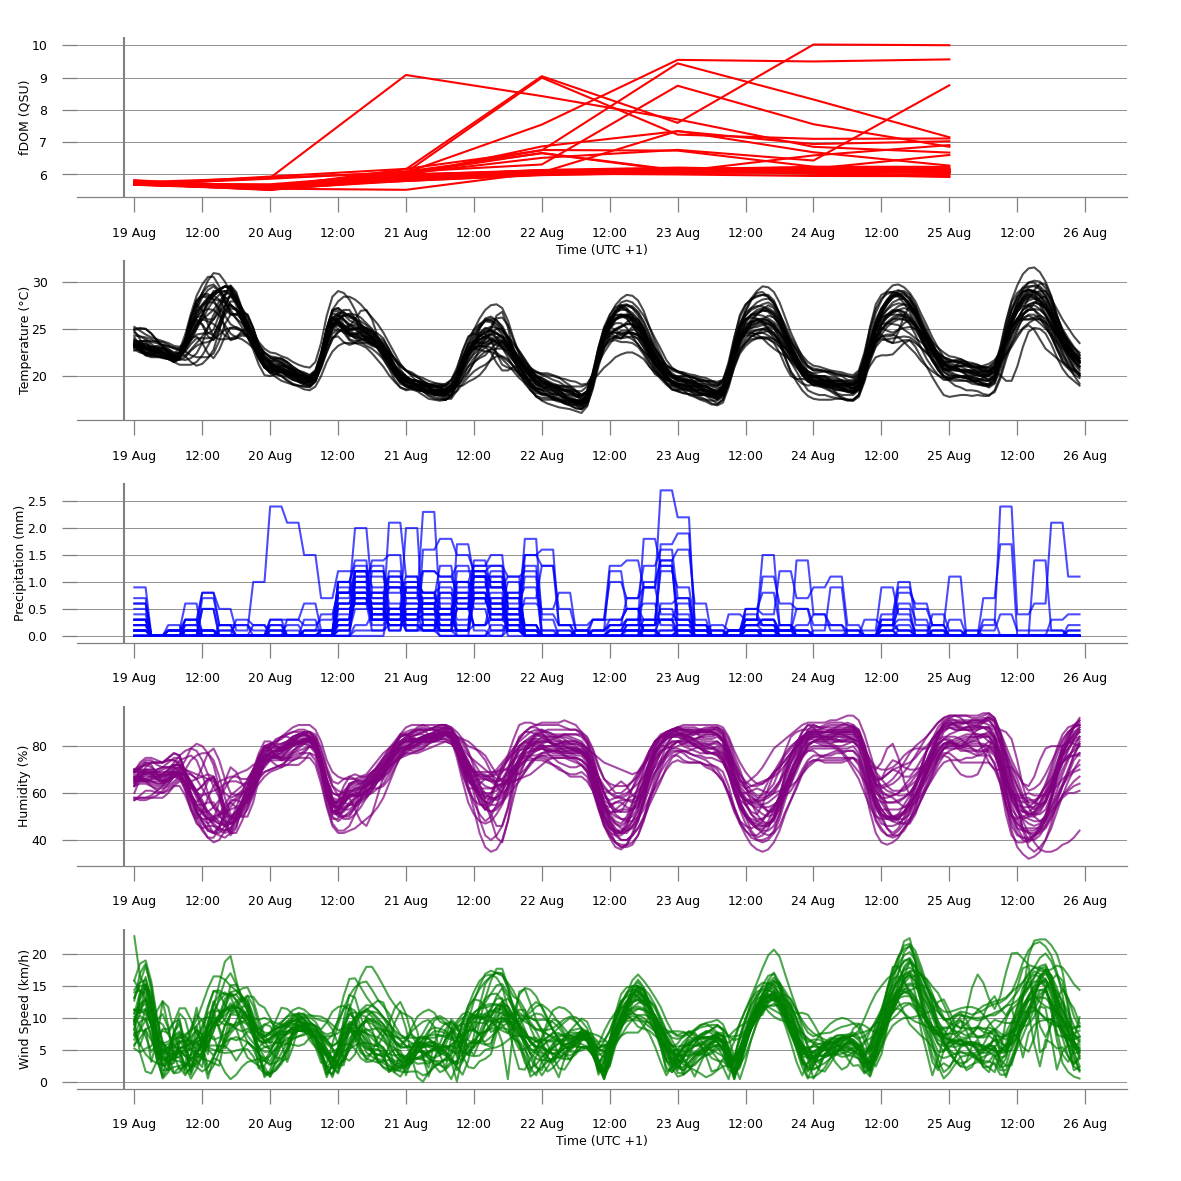 10
9
8
7
6
fDOM (QSU)
19 Aug 12:00 20 Aug 12:00 21 Aug 12:00 22 Aug 12:00 23 Aug 12:00 24 Aug 12:00 25 Aug 12:00 26 Aug
Time (UTC +1)
30
25
20
Temperature (°C)
19 Aug 12:00 20 Aug 12:00 21 Aug 12:00 22 Aug 12:00 23 Aug 12:00 24 Aug 12:00 25 Aug 12:00 26 Aug
2.5
2.0
1.5
1.0
0.5
0.0
Precipitation (mm)
19 Aug 12:00 20 Aug 12:00 21 Aug 12:00 22 Aug 12:00 23 Aug 12:00 24 Aug 12:00 25 Aug 12:00 26 Aug
80
60
40
Humidity (%)
19 Aug 12:00 20 Aug 12:00 21 Aug 12:00 22 Aug 12:00 23 Aug 12:00 24 Aug 12:00 25 Aug 12:00 26 Aug
20
15
10
5
0
Wind Speed (km/h)
19 Aug 12:00 20 Aug 12:00 21 Aug 12:00 22 Aug 12:00 23 Aug 12:00 24 Aug 12:00 25 Aug 12:00 26 Aug
Time (UTC +1)